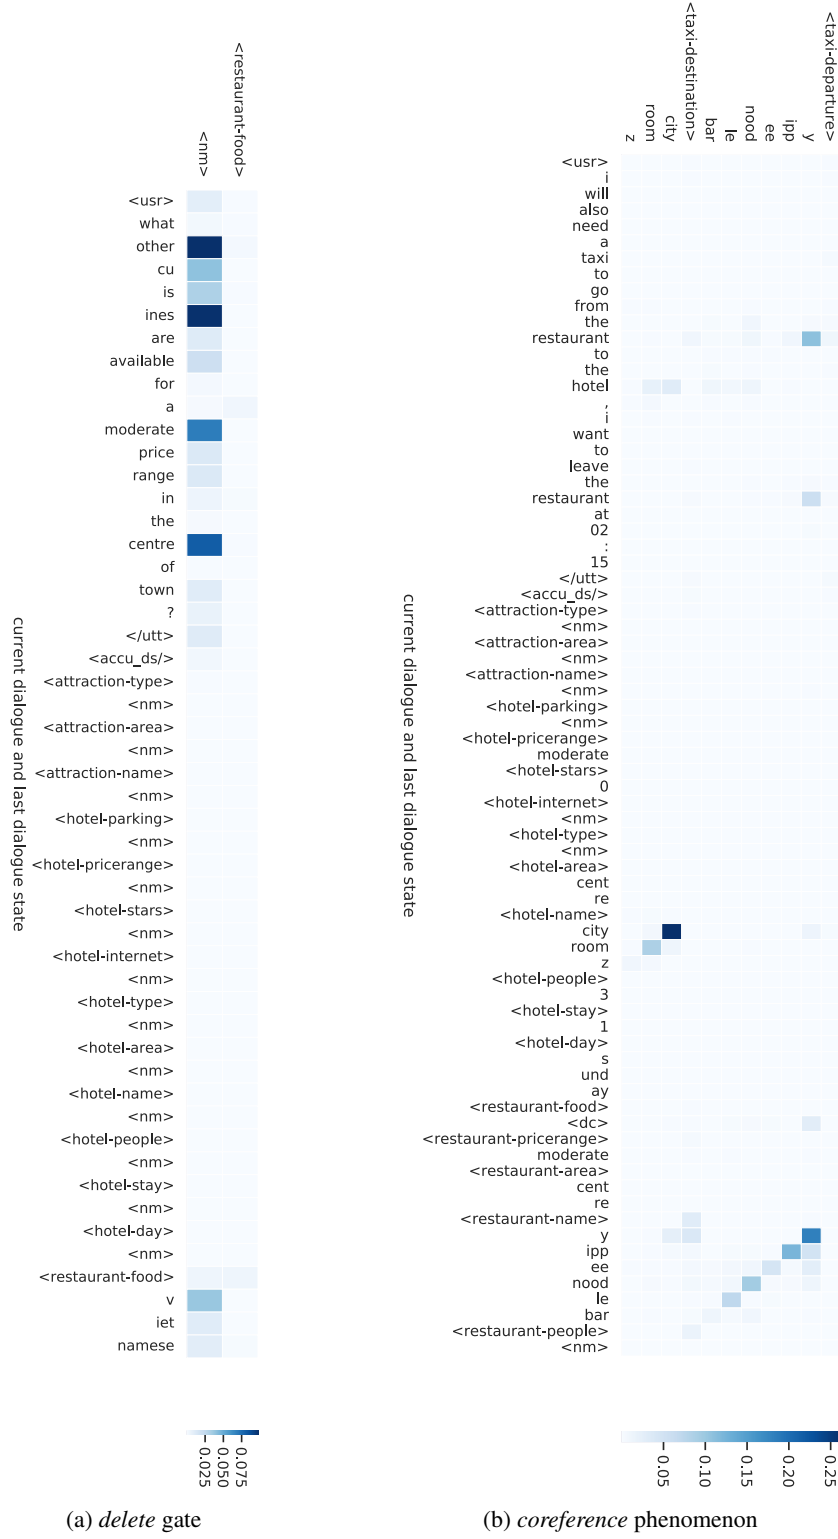 <restaurant-food>
<nm>
<usr>
what
other
cu
is
ines
are
available
for
a
moderate
price
range
in
the
centre
of
town
?
</utt>
<accu_ds/>
<attraction-type>
<nm>
<attraction-area>
<nm>
<attraction-name>
<nm>
<hotel-parking>
<nm>
<hotel-pricerange>
<nm>
<hotel-stars>
<nm>
<hotel-internet>
<nm>
<hotel-type>
<nm>
<hotel-area>
<nm>
<hotel-name>
<nm>
<hotel-people>
<nm>
<hotel-stay>
<nm>
<hotel-day>
<nm>
<restaurant-food>
v
iet
namese
current dialogue and last dialogue state
0.075
0.050
0.025
(a) delete gate
<taxi-departure>
y
ipp
ee
nood
le
bar
<taxi-destination>
city
room
z
<usr>
i
will
also
need
a
taxi
to
go
from
the
restaurant
to
the
hotel
,
i
want
to
leave
the
restaurant
at
02
:
15
</utt>
<accu_ds/>
<attraction-type>
<nm>
<attraction-area>
<nm>
<attraction-name>
<nm>
<hotel-parking>
<nm>
<hotel-pricerange>
moderate
<hotel-stars>
0
<hotel-internet>
<nm>
<hotel-type>
<nm>
<hotel-area>
cent
re
<hotel-name>
city
room
z
<hotel-people>
3
<hotel-stay>
1
<hotel-day>
s
und
ay
<restaurant-food>
<dc>
<restaurant-pricerange>
moderate
<restaurant-area>
cent
re
<restaurant-name>
y
ipp
ee
nood
le
bar
<restaurant-people>
<nm>
current dialogue and last dialogue state
0.25
0.20
0.15
0.10
0.05
(b) coreference phenomenon